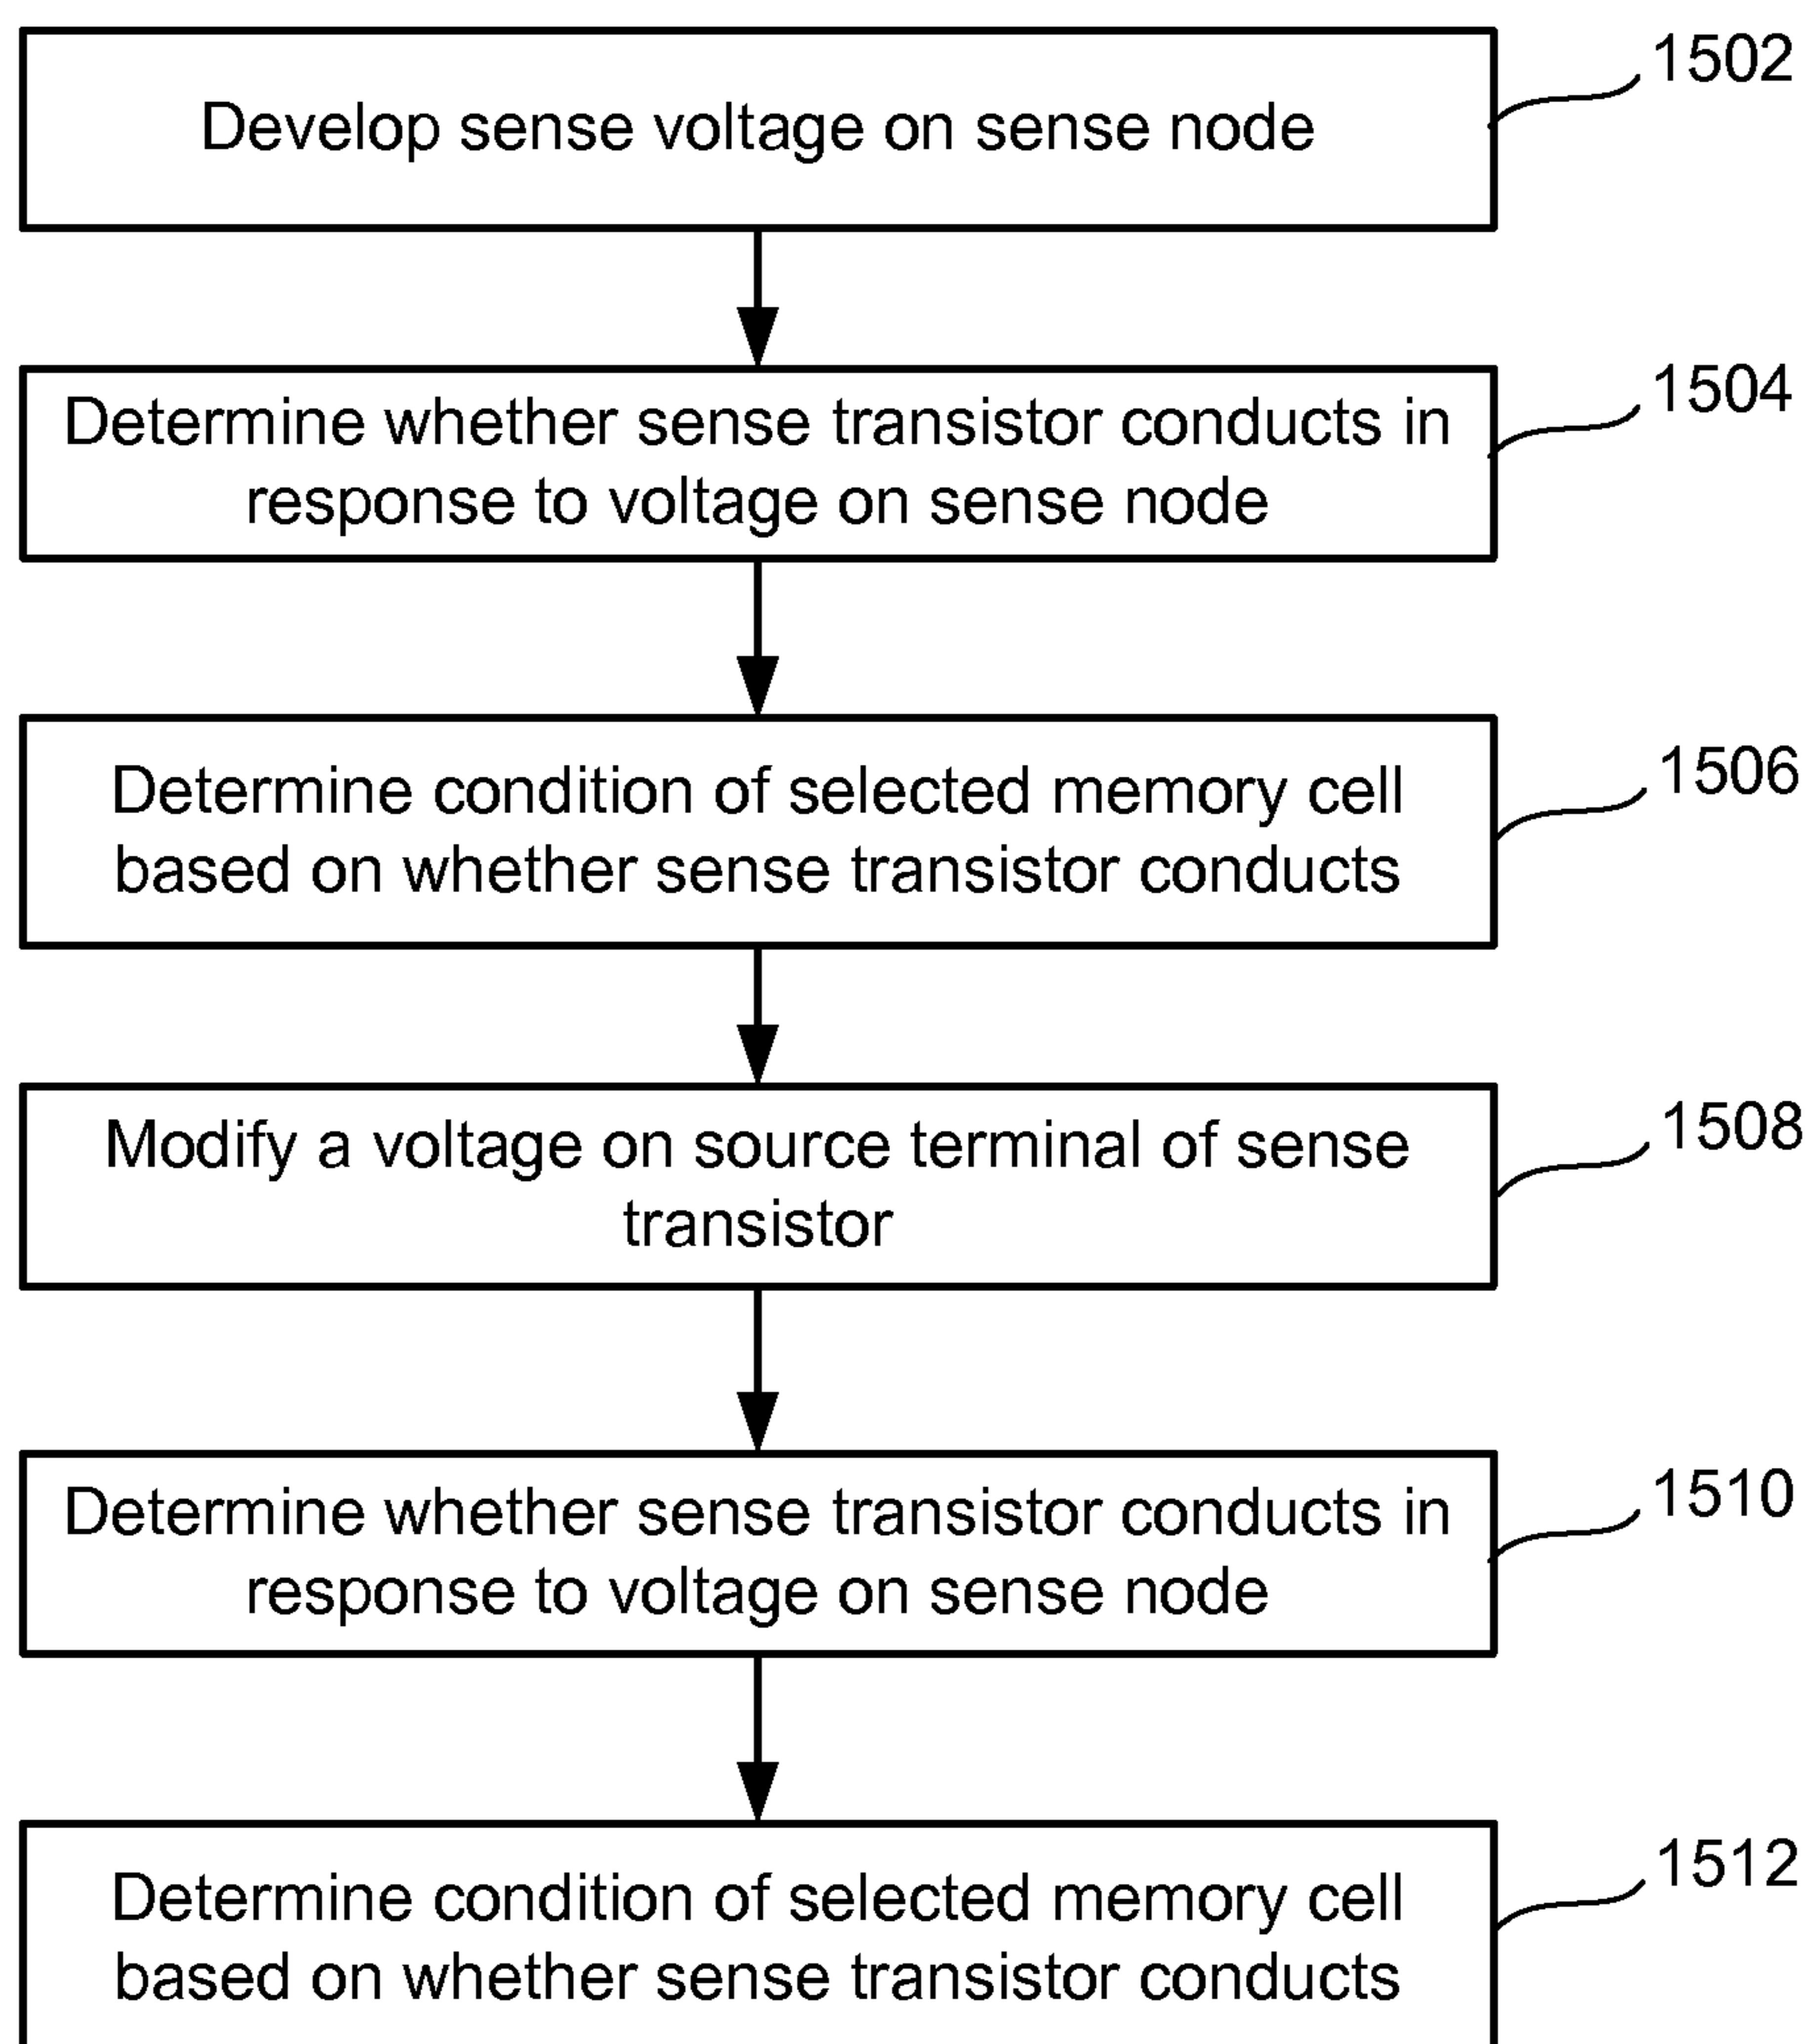 Develop sense voltage on sense node
1502
Determine whether sense transistor conducts in
response to voltage on sense node
1504
Determine condition of selected memory cell
based on whether sense transistor conducts
1506
Modify a voltage on source terminal of sense
transistor
1508
Determine whether sense transistor conducts in
response to voltage on sense node
1510
Determine condition of selected memory cell
based on whether sense transistor conducts
1512